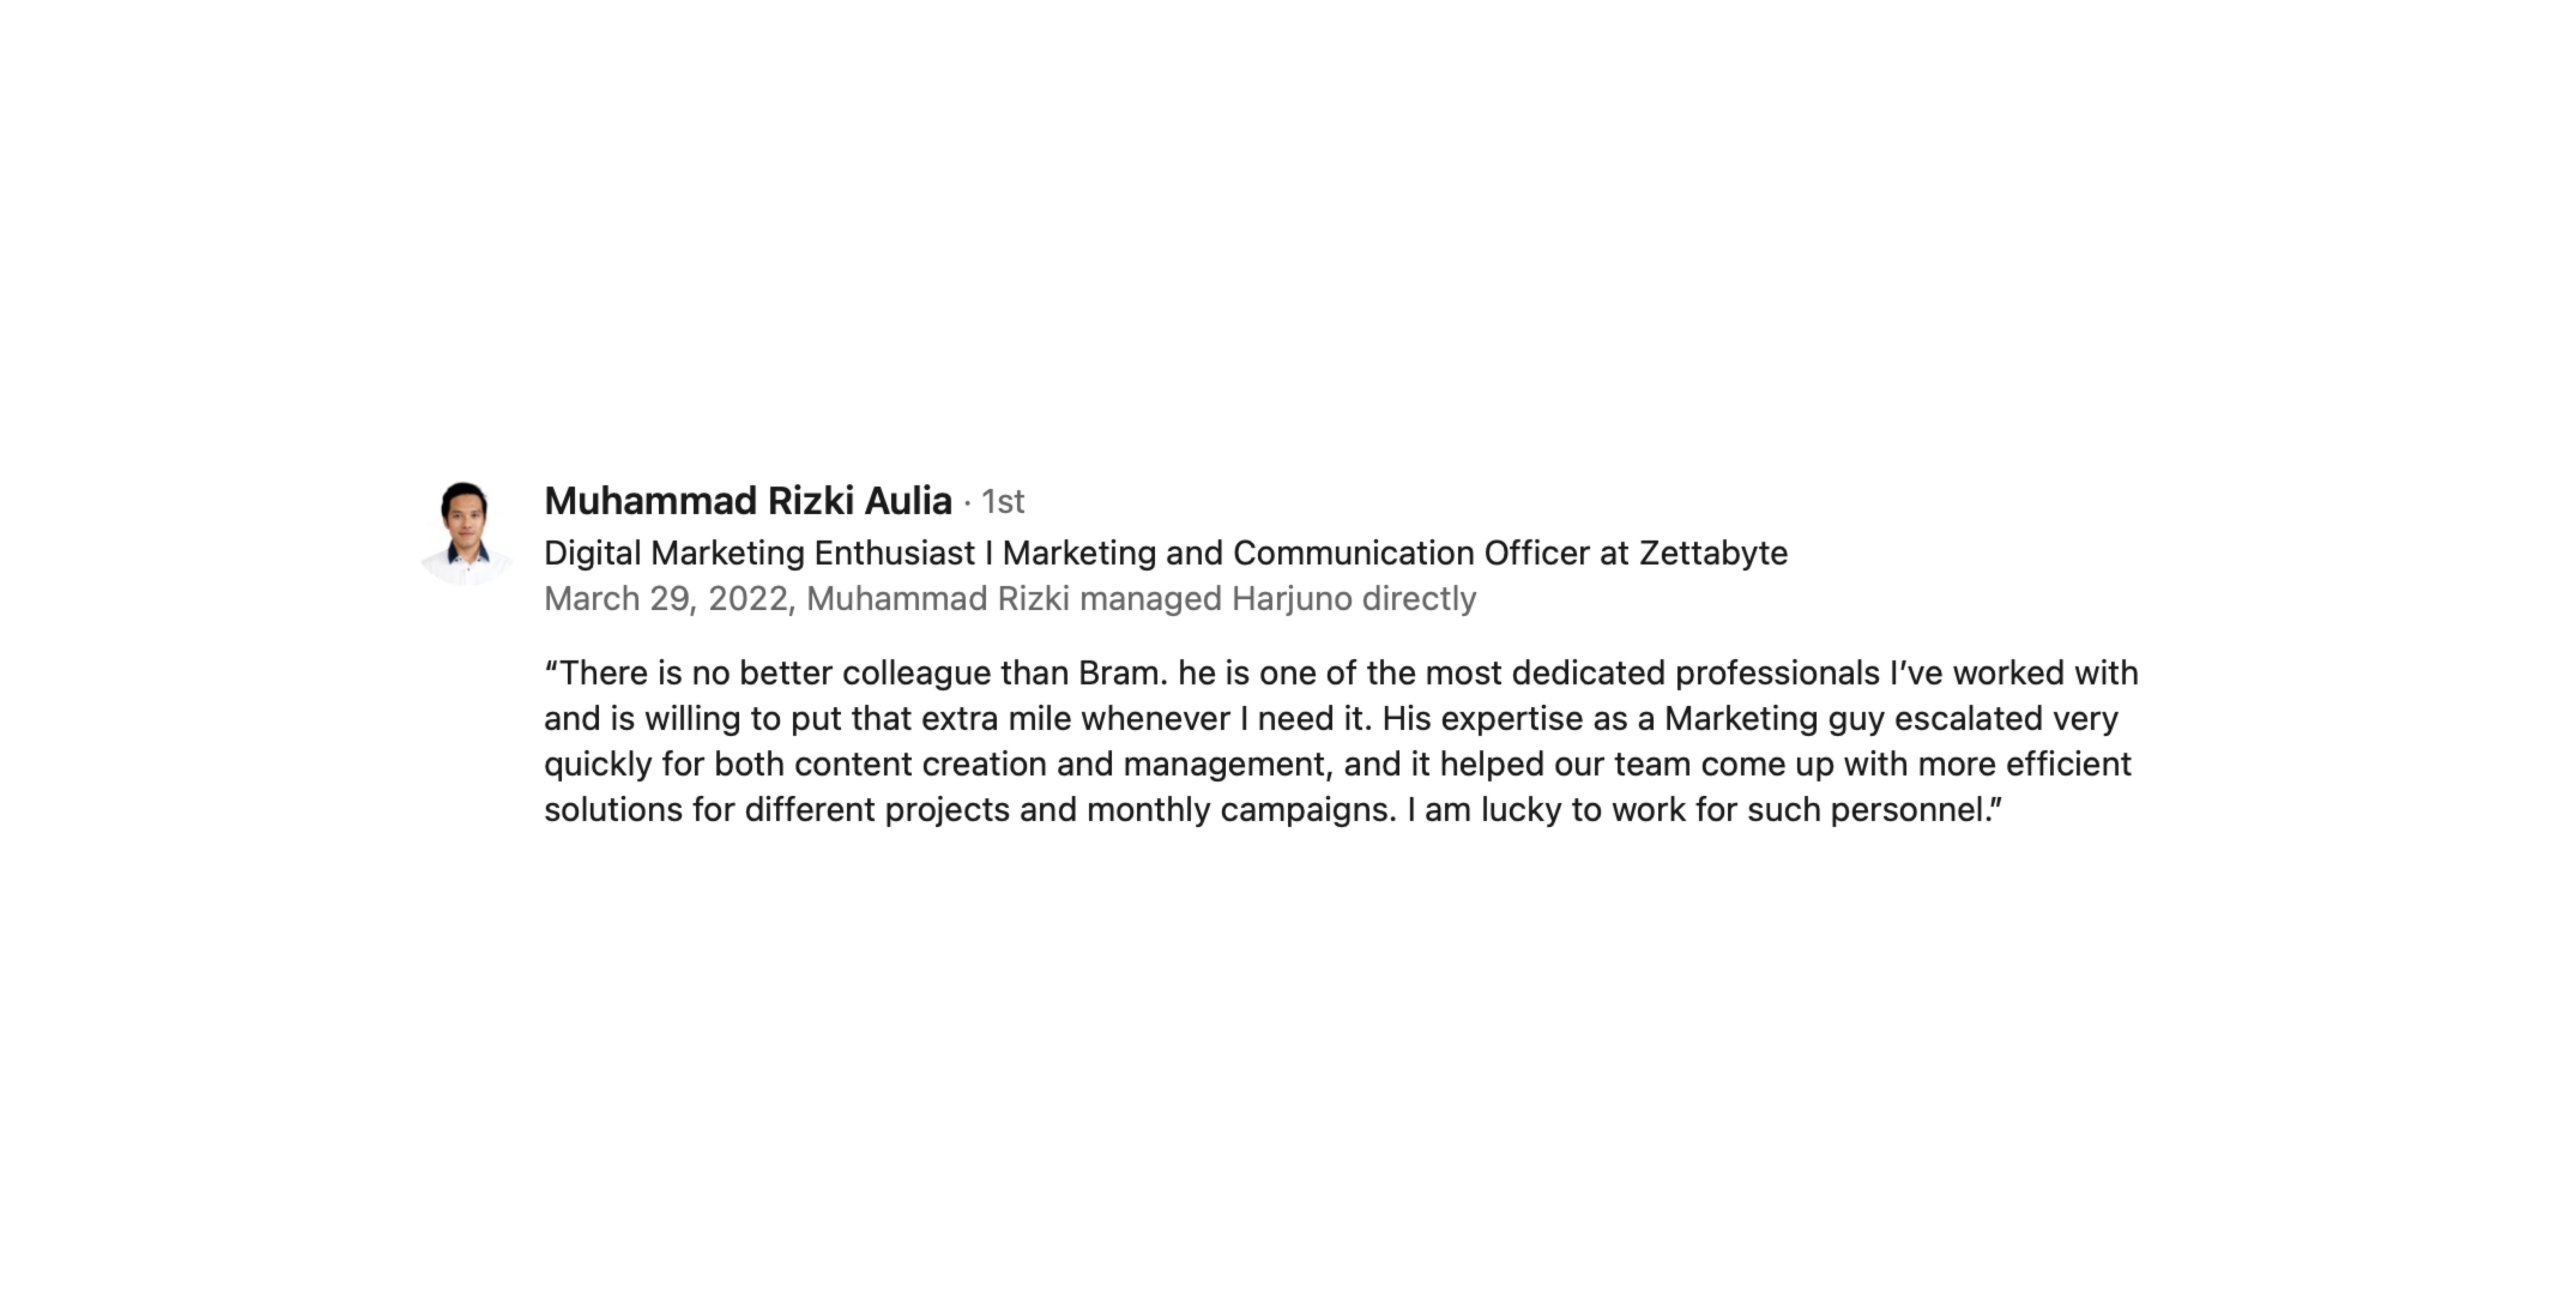 Muhammad Rizki Aulia · 1st
Digital Marketing Enthusiast I Marketing and Communication Officer at Zettabyte
March 29, 2022, Muhammad Rizki managed Harjuno directly
“There is no better colleague than Bram. he is one of the most dedicated professionals I’ve worked with
and is willing to put that extra mile whenever I need it. His expertise as a Marketing guy escalated very
quickly for both content creation and management, and it helped our team come up with more efficient
solutions for different projects and monthly campaigns. I am lucky to work for such personnel.”